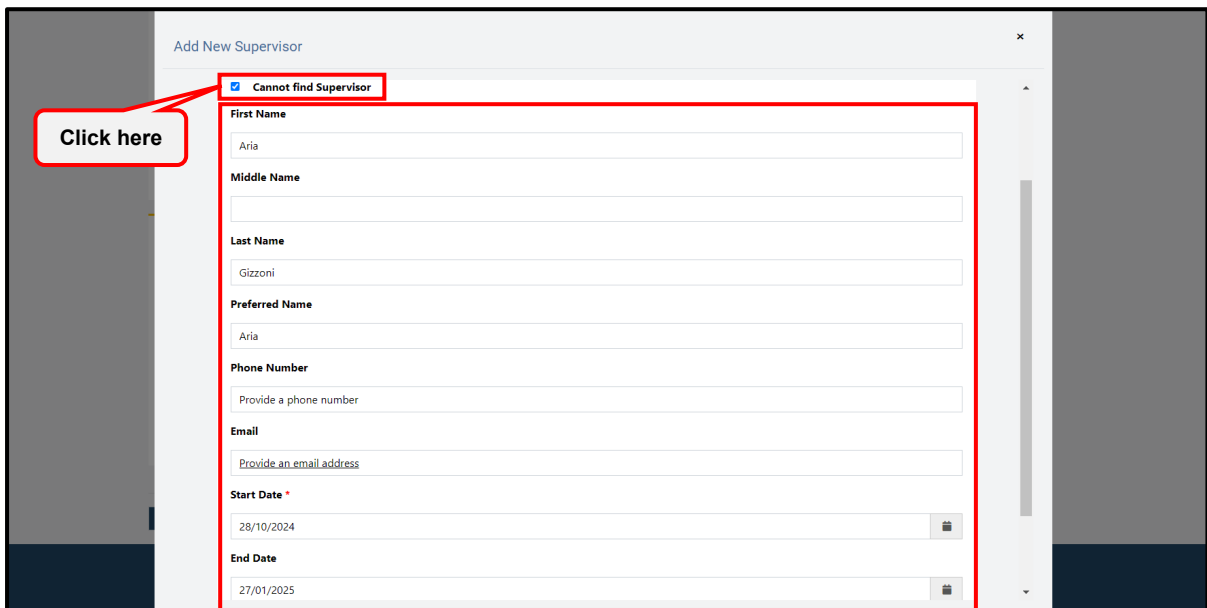 Add New Supervisor
×
Cannot find Supervisor
Click here
First Name
Aria
Middle Name
Last Name
Gizzoni
Preferred Name
Aria
Phone Number
Provide a phone number
Email
Provide an email address
Start Date *
28/10/2024
End Date
27/01/2025